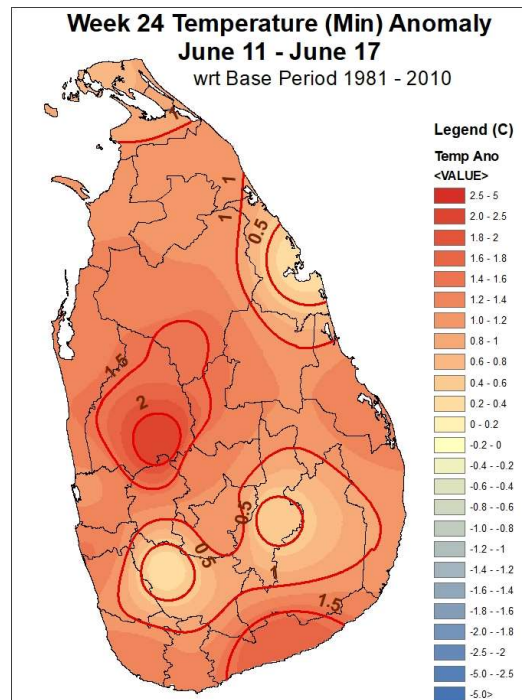 Week 24 Temperature (Min) Anomaly
June 11 - June 17
wrt Base Period 1981 - 2010
Legend (C)
Temp Ano
<VALUE>
2.5 - 5
2.0 - 2.5
1.8 - 2
1.6 - 1.8
1.4 - 1.6
1.2 - 1.4
1.0 - 1.2
0.8 - 1
0.6 - 0.8
0.4 - 0.6
0.2 - 0.4
0 - 0.2
-0.2 - 0
-0.4 - -0.2
-0.6 - -0.4
-0.8 - -0.6
-1.0 - -0.8
-1.2 - -1
-1.4 - -1.2
-1.6 - -1.4
-1.8 - -1.6
-2.0 - -1.8
-2.5 - -2
-5.0 - -2.5
-5.0>
1
1
1
0.5
1.5
2
0.5
0.5
1
1.5